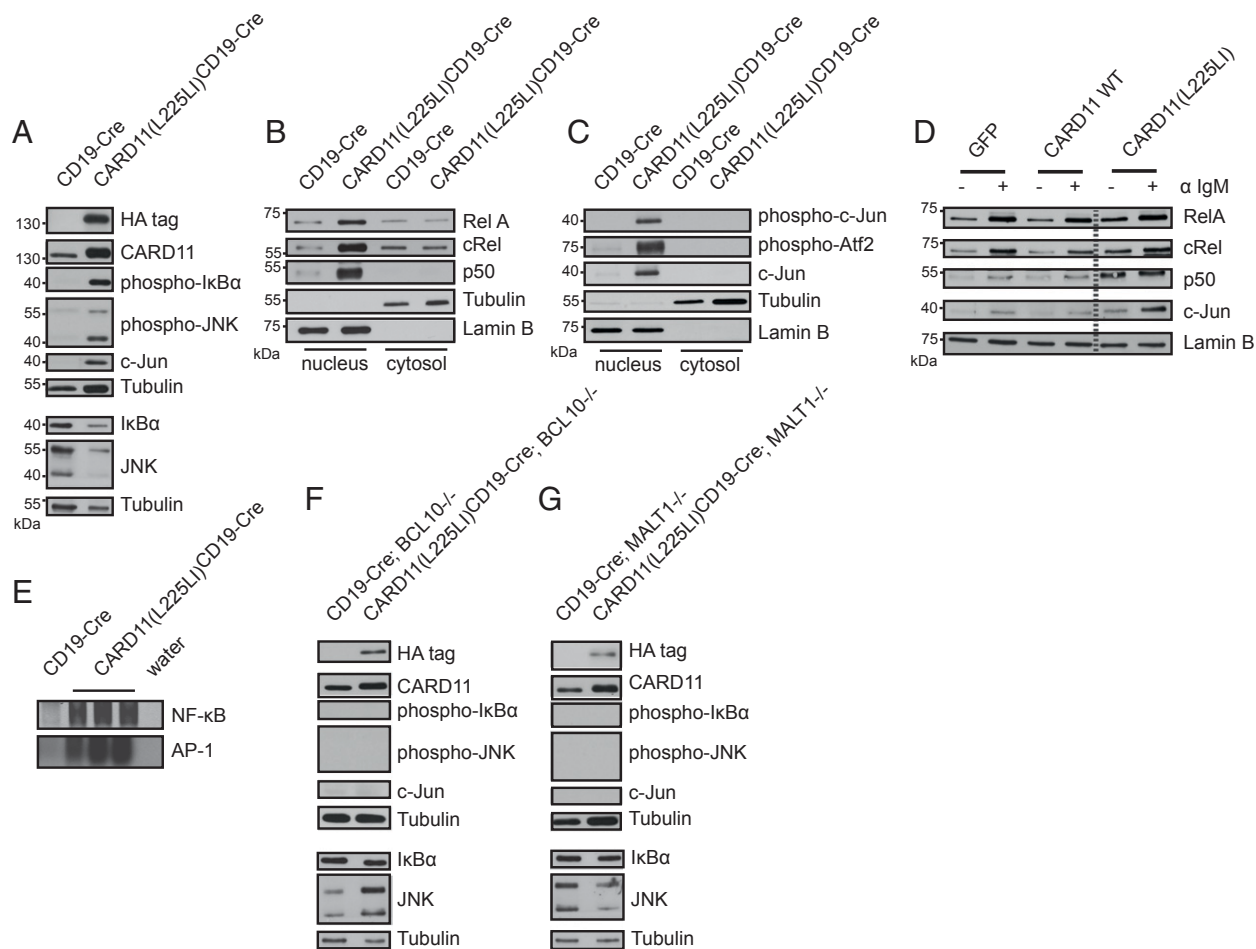 A
CD19-Cre
CARD11(L225LI)CD19-Cre
130
HA tag
130
CARD11
40
phospho-IκBα
55
phospho-JNK
40
40
c-Jun
55
Tubulin
40
IκBα
55
JNK
40
55
Tubulin
kDa
B
CD19-Cre
CARD11(L225LI)CD19-Cre
CD19-Cre
CARD11(L225LI)CD19-Cre
75
Rel A
55
cRel
55
p50
55
Tubulin
75
Lamin B
kDa
nucleus
cytosol
C
CD19-Cre
CARD11(L225LI)CD19-Cre
CD19-Cre
CARD11(L225LI)CD19-Cre
40
phospho-c-Jun
75
phospho-Atf2
40
c-Jun
55
Tubulin
75
Lamin B
kDa
nucleus
cytosol
D
GFP
CARD11 WT
CARD11(L225LI)
- + - + - + α IgM
75
RelA
75
cRel
55
p50
40
c-Jun
75
Lamin B
kDa
E
CD19-Cre
CARD11(L225LI)CD19-Cre
water
NF-κB
AP-1
F
CD19-Cre; BCL10-/-
CARD11(L225LI)CD19-Cre; BCL10-/-
HA tag
CARD11
phospho-IκBα
phospho-JNK
c-Jun
Tubulin
IκBα
JNK
Tubulin
G
CD19-Cre; MALT1-/-
CARD11(L225LI)CD19-Cre; MALT1-/-
HA tag
CARD11
phospho-IκBα
phospho-JNK
c-Jun
Tubulin
IκBα
JNK
Tubulin